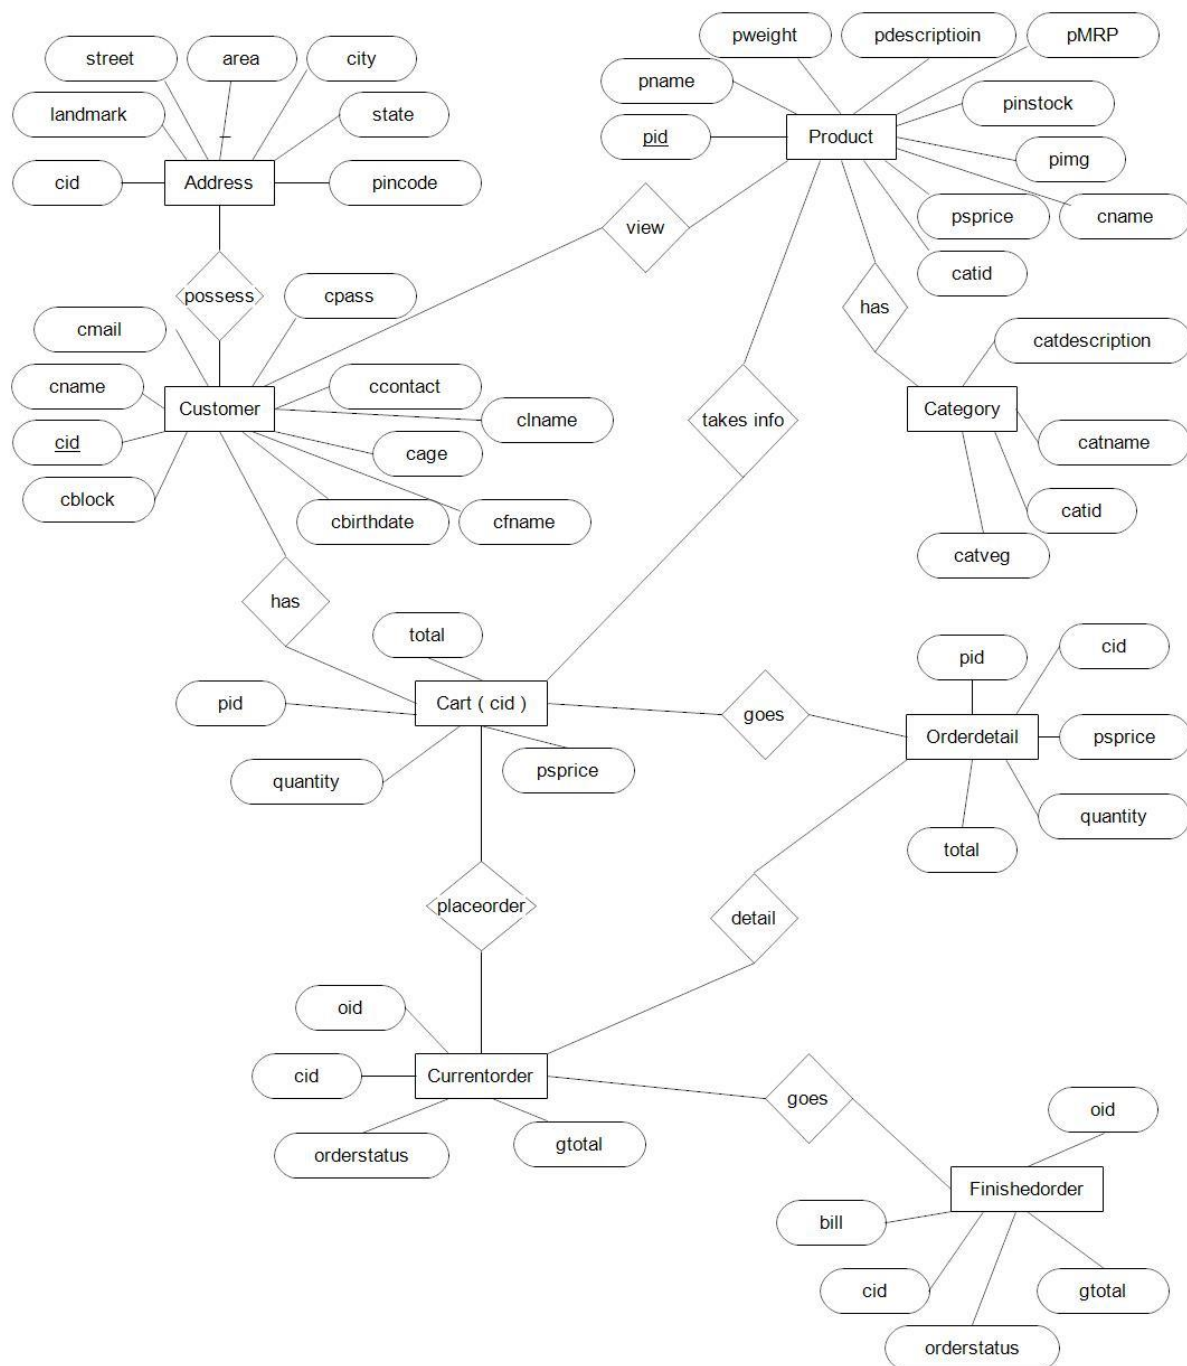 street
area
city
landmark
state
cid
Address
pincode
possess
pweight
pdescriptioin
pMRP
pname
pinstock
pid
Product
pimg
psprice
cname
catid
view
has
takes info
cmail
cpass
cname
Customer
ccontact
clname
cid
cage
cblock
cbirthdate
cfname
catdescription
Category
catname
catid
catveg
has
total
pid
Cart ( cid )
quantity
psprice
goes
pid
cid
Orderdetail
psprice
quantity
total
placeorder
detail
oid
cid
Currentorder
orderstatus
gtotal
goes
oid
Finishedorder
bill
cid
gtotal
orderstatus